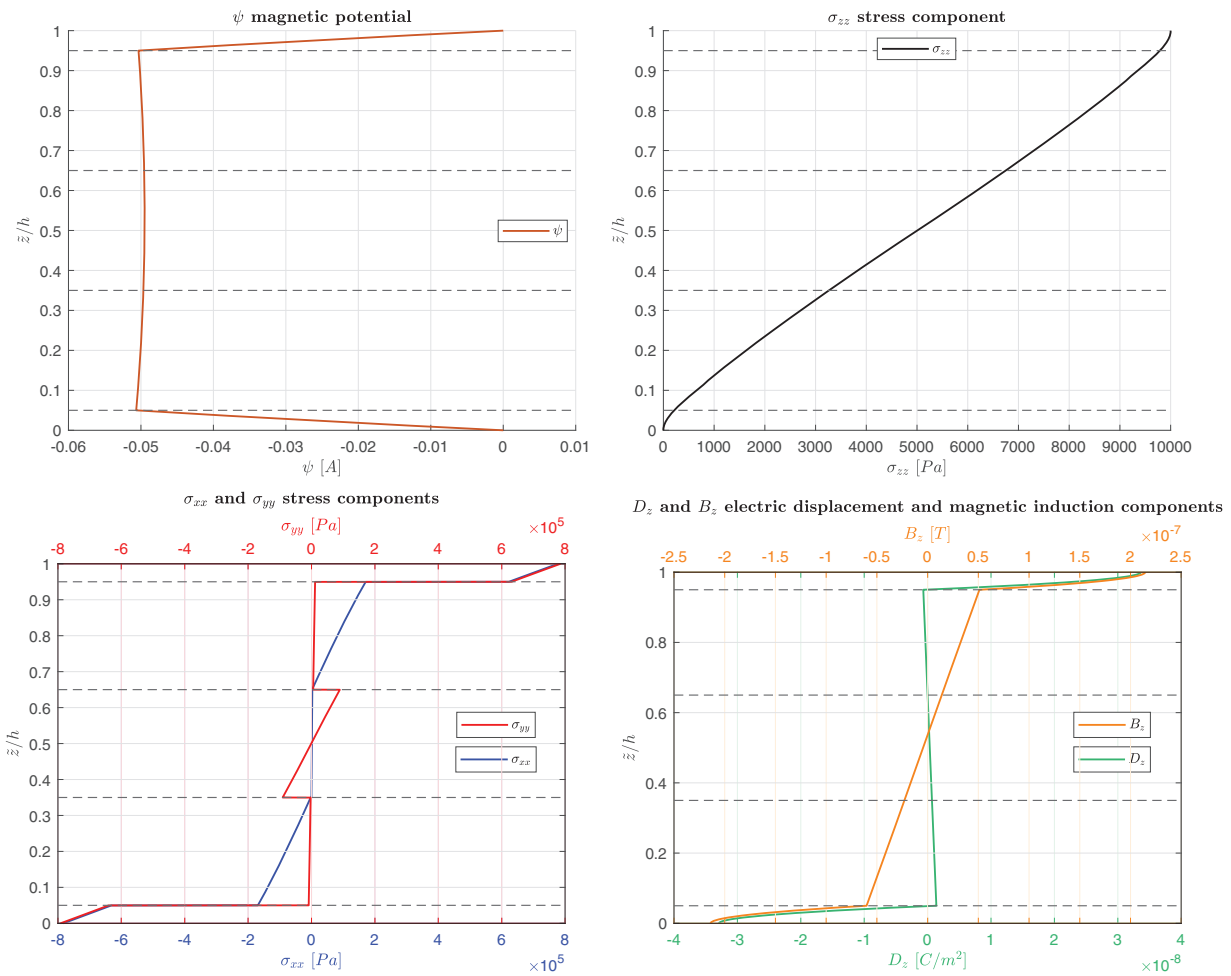 ψ magnetic potential
1
0.9
0.8
0.7
0.6
0.5
0.4
0.3
0.2
0.1
0
z̃/h
ψ
-0.06 -0.05 -0.04 -0.03 -0.02 -0.01 0 0.01
ψ [A]
σzz stress component
1
0.9
0.8
0.7
0.6
0.5
0.4
0.3
0.2
0.1
0
z̃/h
σzz
0 1000 2000 3000 4000 5000 6000 7000 8000 9000 10000
σzz [Pa]
σxx and σyy stress components
σyy [Pa] ×10^5
-8 -6 -4 -2 0 2 4 6 8
1
0.9
0.8
0.7
0.6
0.5
0.4
0.3
0.2
0.1
0
z̃/h
σyy
σxx
-8 -6 -4 -2 0 2 4 6 8
σxx [Pa] ×10^5
Dz and Bz electric displacement and magnetic induction components
Bz [T] ×10^-7
-2.5 -2 -1.5 -1 -0.5 0 0.5 1 1.5 2 2.5
1
0.8
0.6
0.4
0.2
0
z̃/h
Bz
Dz
-4 -3 -2 -1 0 1 2 3 4
Dz [C/m^2] ×10^-8